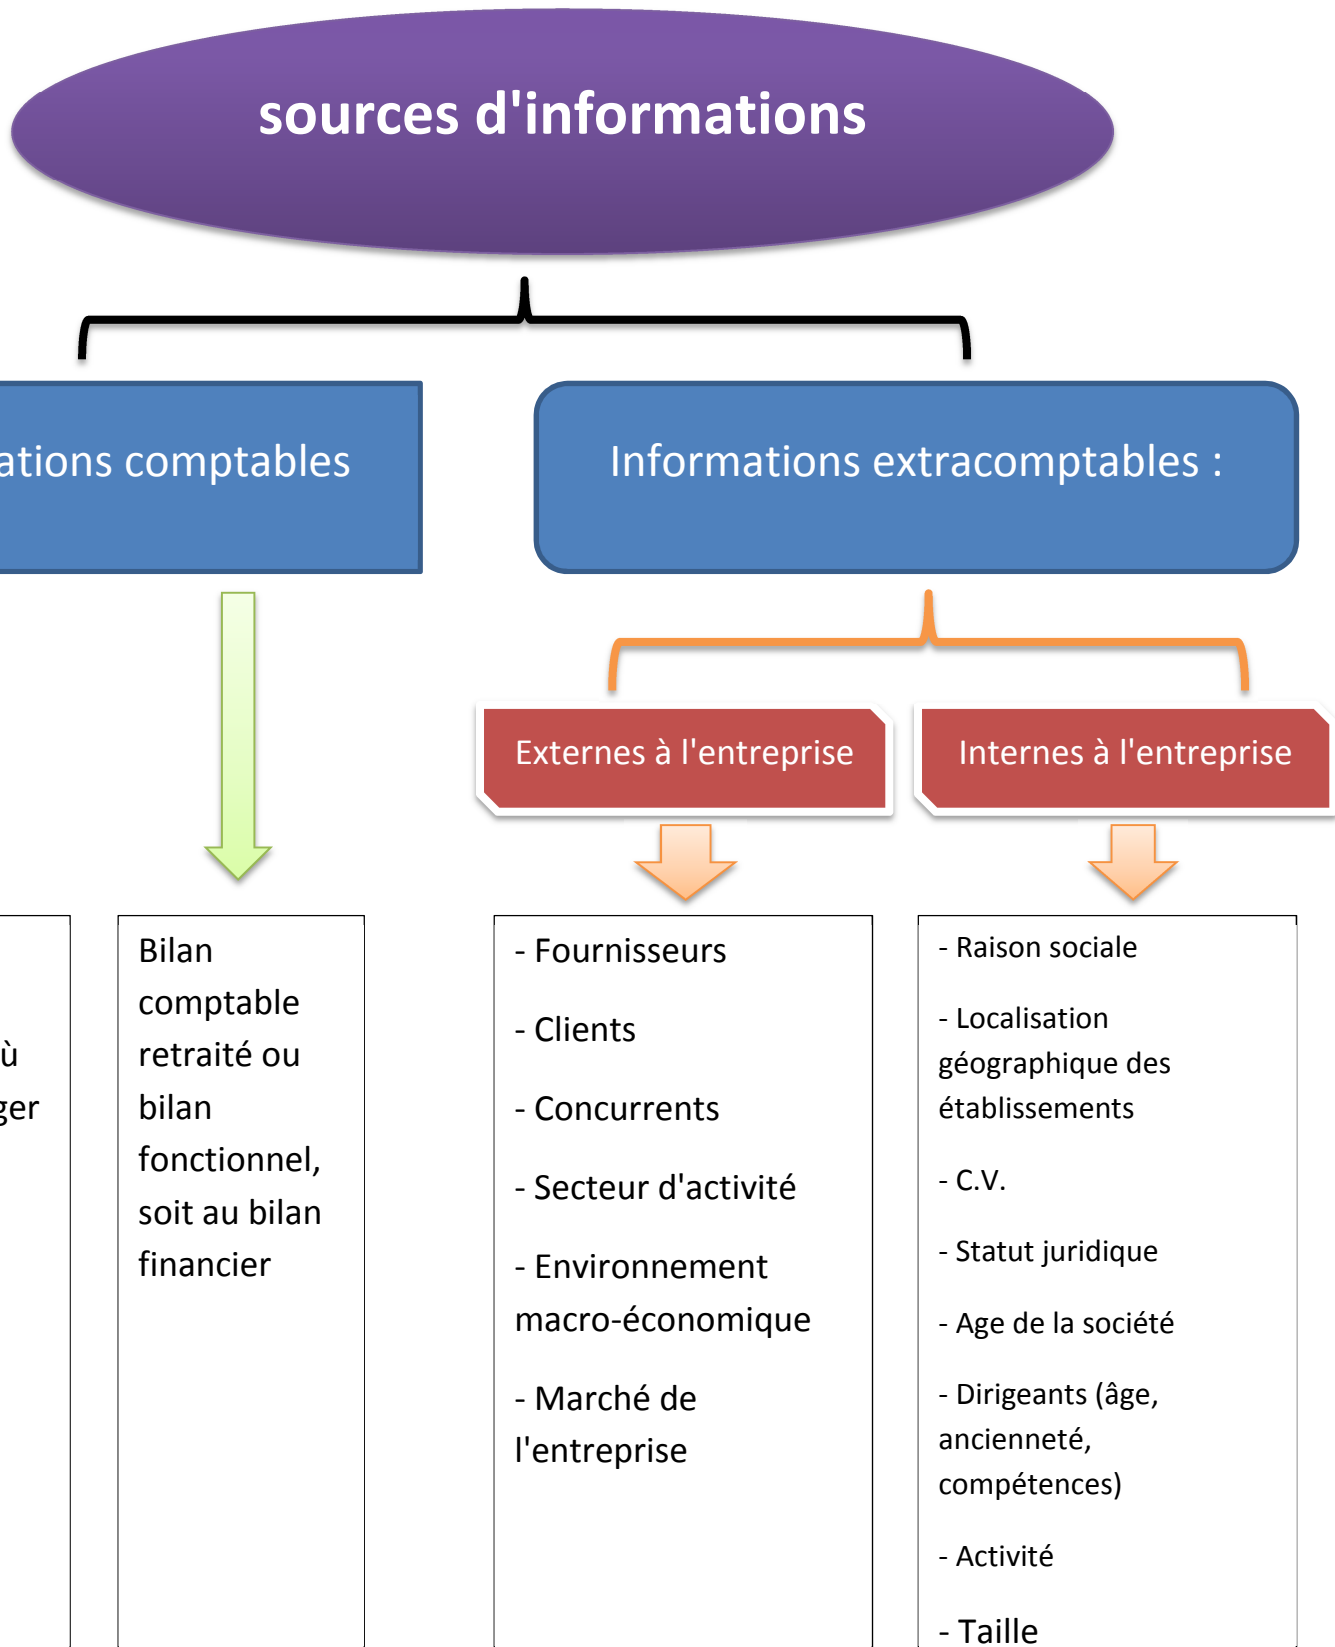 sources d'informations
ations comptables
Informations extracomptables :
Externes à l'entreprise
Internes à l'entreprise
ù
ger
Bilan
comptable
retraité ou
bilan
fonctionnel,
soit au bilan
financier
- Fournisseurs
- Clients
- Concurrents
- Secteur d'activité
- Environnement
macro-économique
- Marché de
l'entreprise
- Raison sociale
- Localisation
géographique des
établissements
- C.V.
- Statut juridique
- Age de la société
- Dirigeants (âge,
ancienneté,
compétences)
- Activité
- Taille